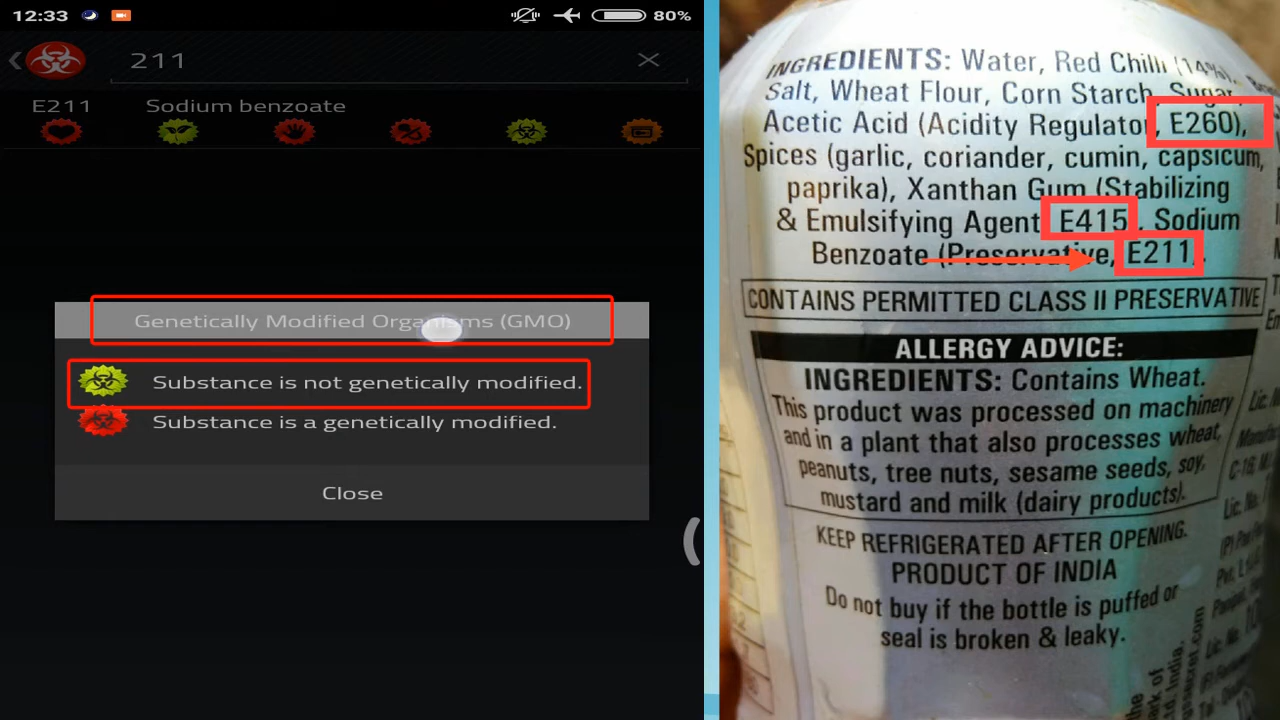 12:33
80%
211
E211 Sodium benzoate
Genetically Modified Organisms (GMO)
Substance is not genetically modified.
Substance is a genetically modified.
Close
INGREDIENTS: Water, Red Chilli (14%),
Salt, Wheat Flour, Corn Starch, Sugar,
Acetic Acid (Acidity Regulator, E260),
Spices (garlic, coriander, cumin, capsicum,
paprika), Xanthan Gum (Stabilizing
& Emulsifying Agent E415), Sodium
Benzoate (Preservative, E211).
CONTAINS PERMITTED CLASS II PRESERVATIVE
ALLERGY ADVICE:
INGREDIENTS: Contains Wheat.
This product was processed on machinery
and in a plant that also processes wheat,
peanuts, tree nuts, sesame seeds, soy,
mustard and milk (dairy products).
KEEP REFRIGERATED AFTER OPENING.
PRODUCT OF INDIA
Do not buy if the bottle is puffed or
seal is broken & leaky.